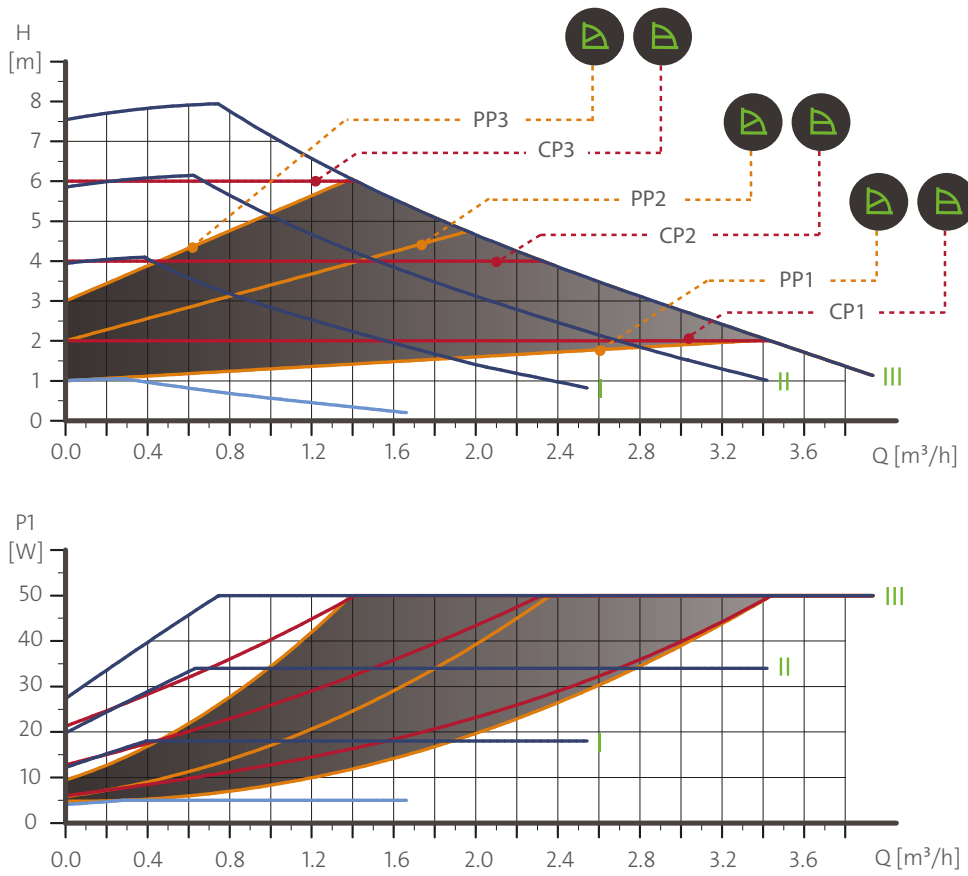 H
[m]
8
7
6
5
4
3
2
1
0
PP3
CP3
PP2
CP2
PP1
CP1
I
II
III
0.0 0.4 0.8 1.2 1.6 2.0 2.4 2.8 3.2 3.6 Q [m³/h]
P1
[W]
50
40
30
20
10
0
III
II
I
0.0 0.4 0.8 1.2 1.6 2.0 2.4 2.8 3.2 3.6 Q [m³/h]